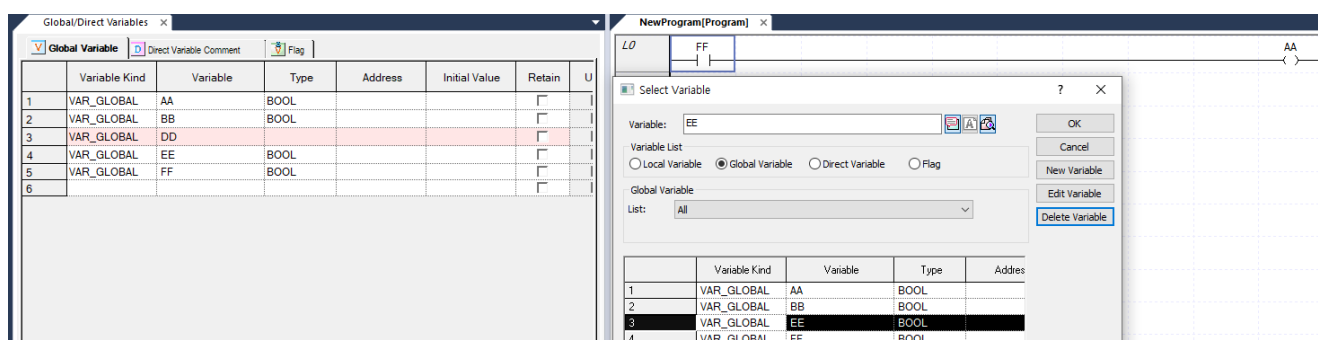 Global/Direct Variables ×
V Global Variable D Direct Variable Comment V Flag
Variable Kind Variable Type Address Initial Value Retain U
1 VAR_GLOBAL AA BOOL
2 VAR_GLOBAL BB BOOL
3 VAR_GLOBAL DD
4 VAR_GLOBAL EE BOOL
5 VAR_GLOBAL FF BOOL
6
NewProgram[Program] ×
L0 FF AA
Select Variable ? ×
Variable: EE A OK
Variable List Cancel
Local Variable Global Variable Direct Variable Flag New Variable
Global Variable Edit Variable
List: All Delete Variable
Variable Kind Variable Type Addres
1 VAR_GLOBAL AA BOOL
2 VAR_GLOBAL BB BOOL
3 VAR_GLOBAL EE BOOL
4 VAR_GLOBAL FF BOOL